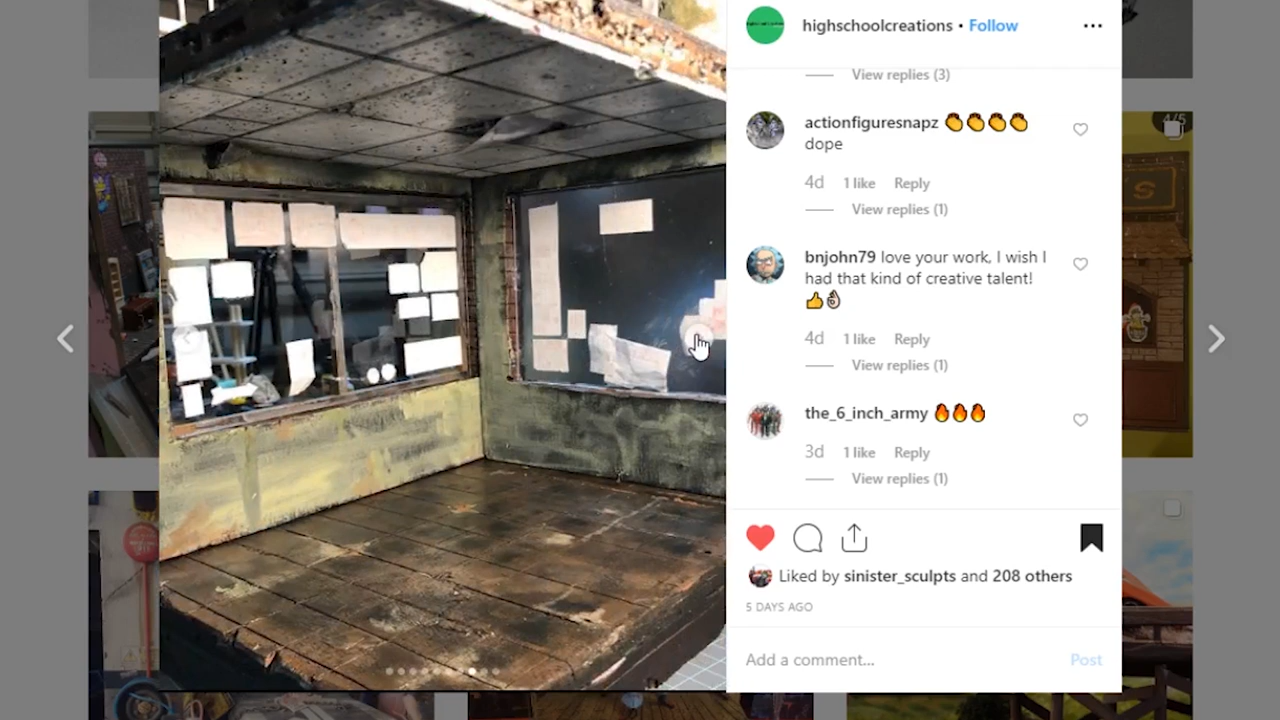 highschoolcreations • Follow
View replies (3)
actionfiguresnapz 👏👏👏👏
dope
4d 1 like Reply
View replies (1)
bnjohn79 love your work, I wish I
had that kind of creative talent!
👍👌
4d 1 like Reply
View replies (1)
the_6_inch_army 🔥🔥🔥
3d 1 like Reply
View replies (1)
Liked by sinister_sculpts and 208 others
5 DAYS AGO
Add a comment... Post
4/5
S